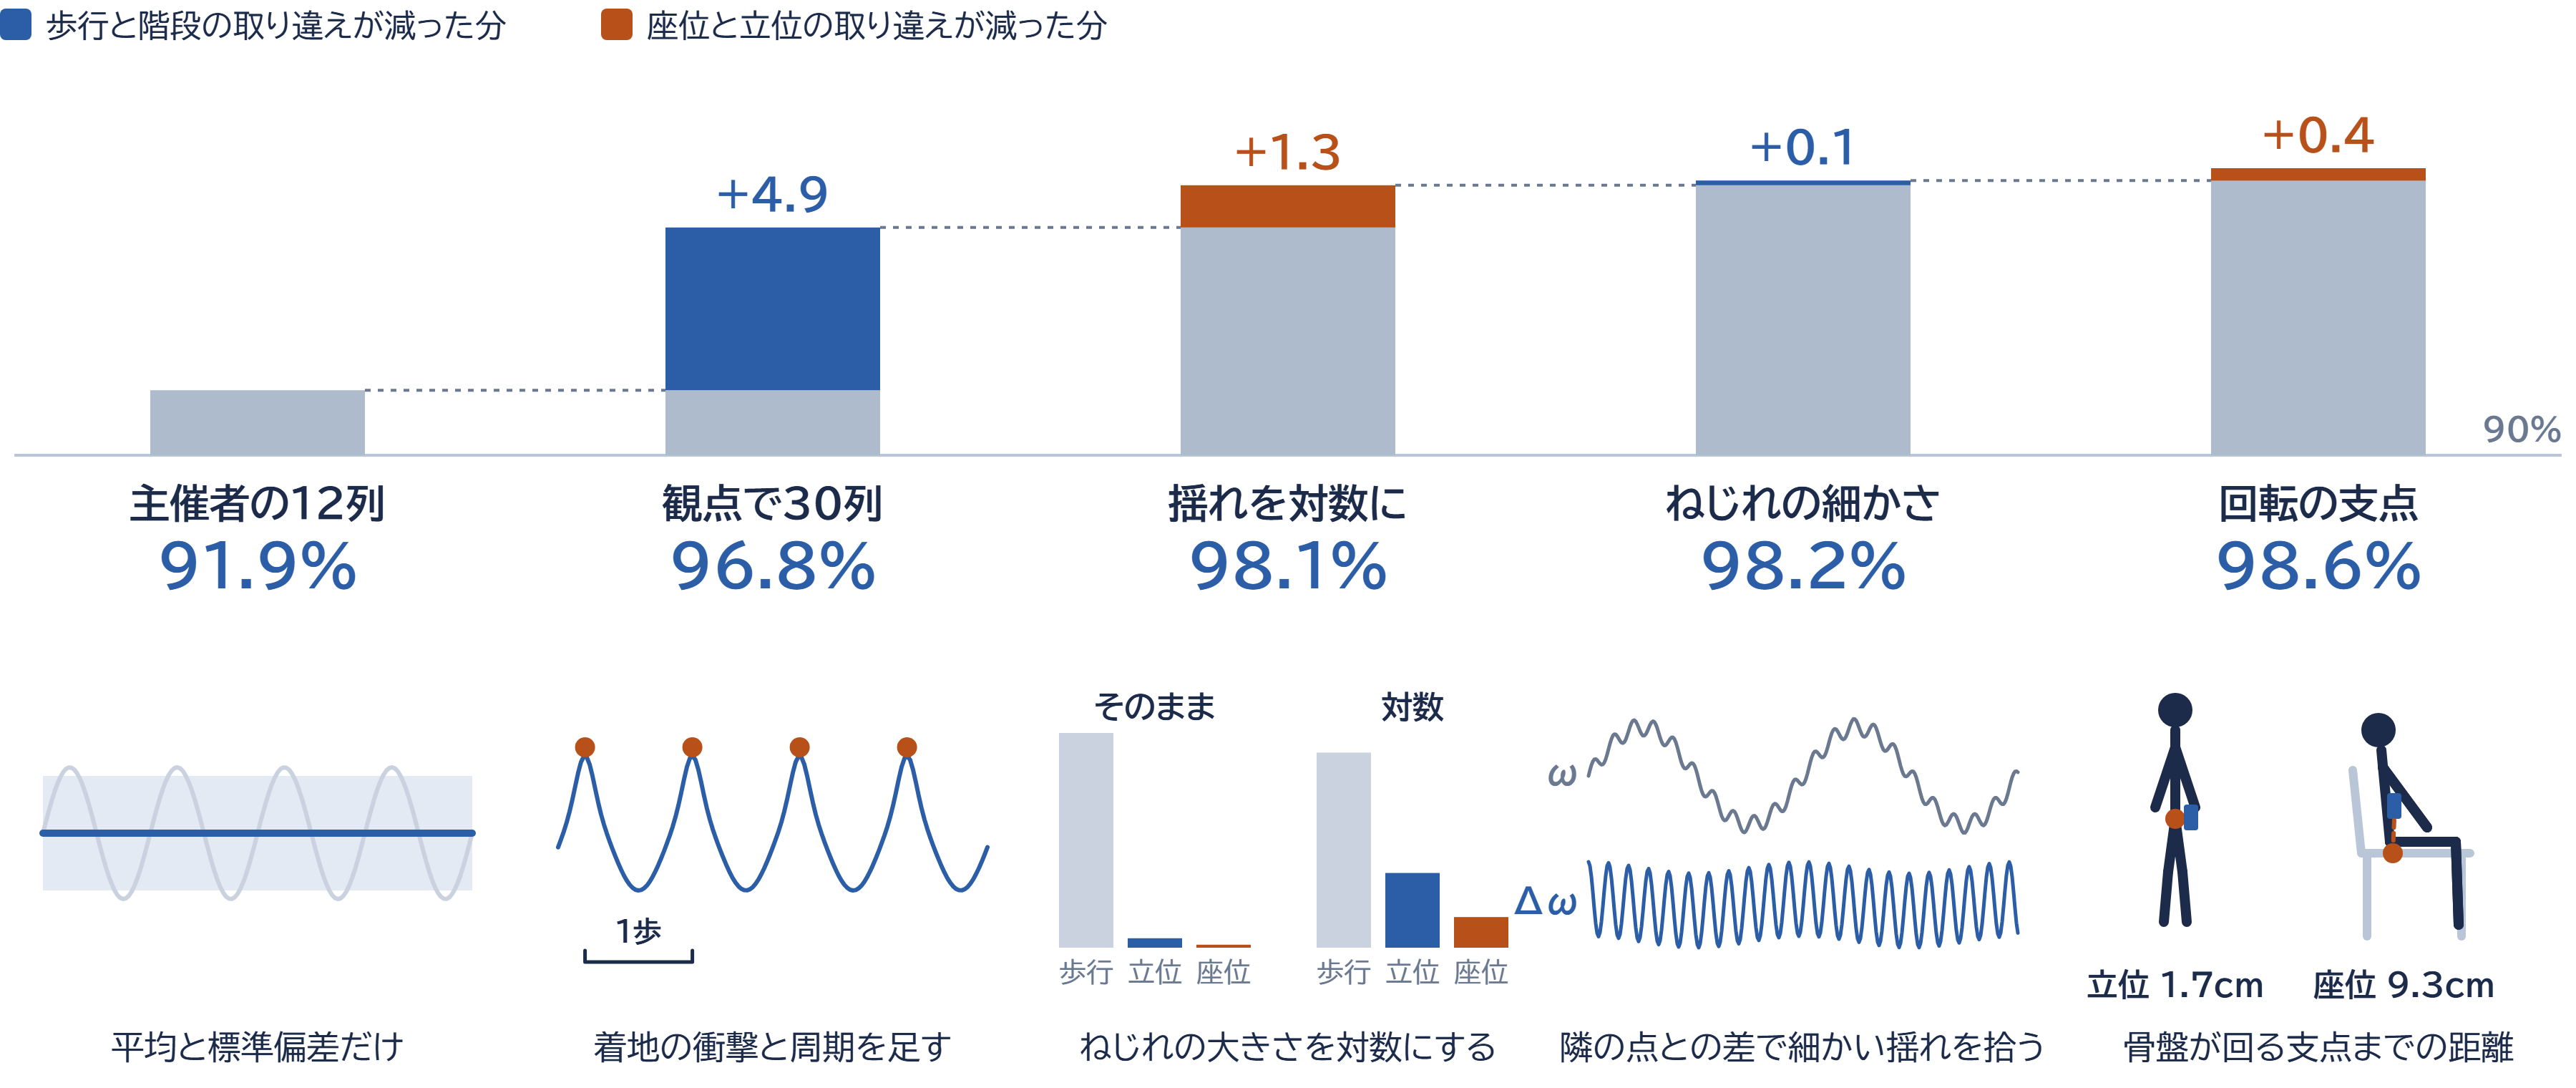 歩行と階段の取り違えが減った分
座位と立位の取り違えが減った分
+4.9
+1.3
+0.1
+0.4
90%
主催者の12列
観点で30列
揺れを対数に
ねじれの細かさ
回転の支点
91.9%
96.8%
98.1%
98.2%
98.6%
1歩
そのまま
歩行 立位 座位
対数
歩行 立位 座位
ω
Δω
立位 1.7cm
座位 9.3cm
平均と標準偏差だけ
着地の衝撃と周期を足す
ねじれの大きさを対数にする
隣の点との差で細かい揺れを拾う
骨盤が回る支点までの距離